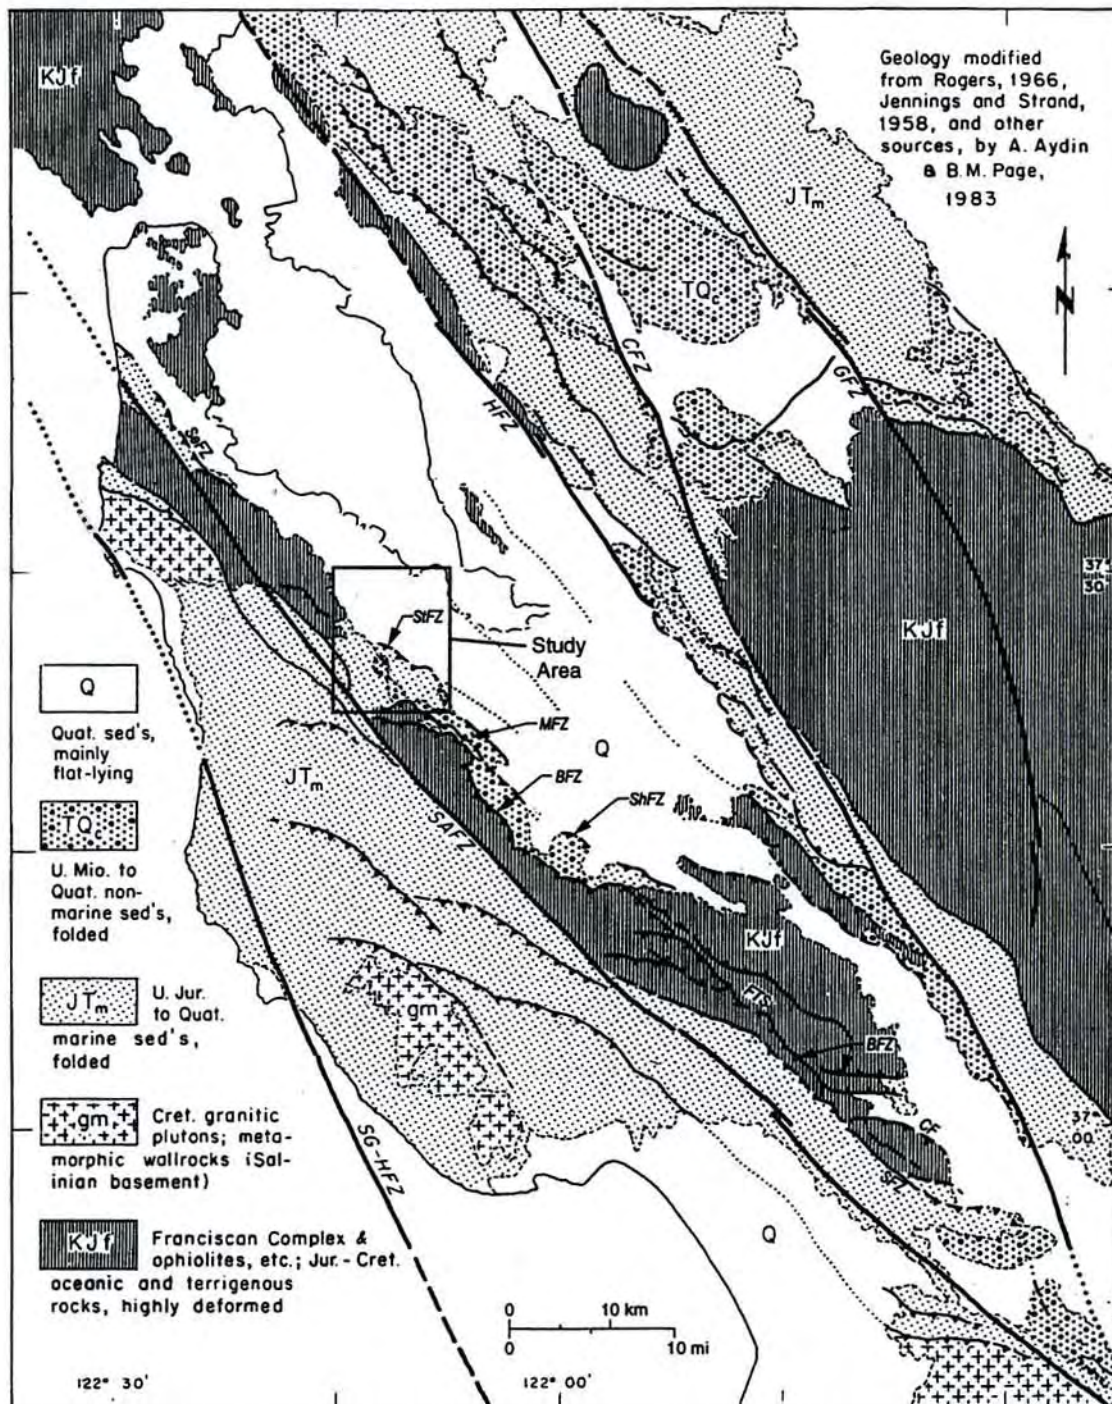 KJf
Geology modified
from Rogers, 1966,
Jennings and Strand,
1958, and other
sources, by A. Aydin
& B.M. Page,
1983
JTm
N
TQc
CFZ
GFZ
HFZ
SeFZ
37
30'
KJf
StFZ
Study
Area
MFZ
Q
BFZ
ShFZ
JTm
SAFZ
KJf
gm
FTS
BFZ
CF
37
00'
SFZ
SG-HFZ
Q
Q
Quat. sed's,
mainly
flat-lying
TQc
U. Mio. to
Quat. non-
marine sed's,
folded
JTm
U. Jur.
to Quat.
marine sed's,
folded
gm
Cret. granitic
plutons; meta-
morphic wallrocks (Sal-
inian basement)
KJf
Franciscan Complex &
ophiolites, etc.; Jur.-Cret.
oceanic and terrigenous
rocks, highly deformed
0 10 km
0 10 mi
122° 30'
122° 00'